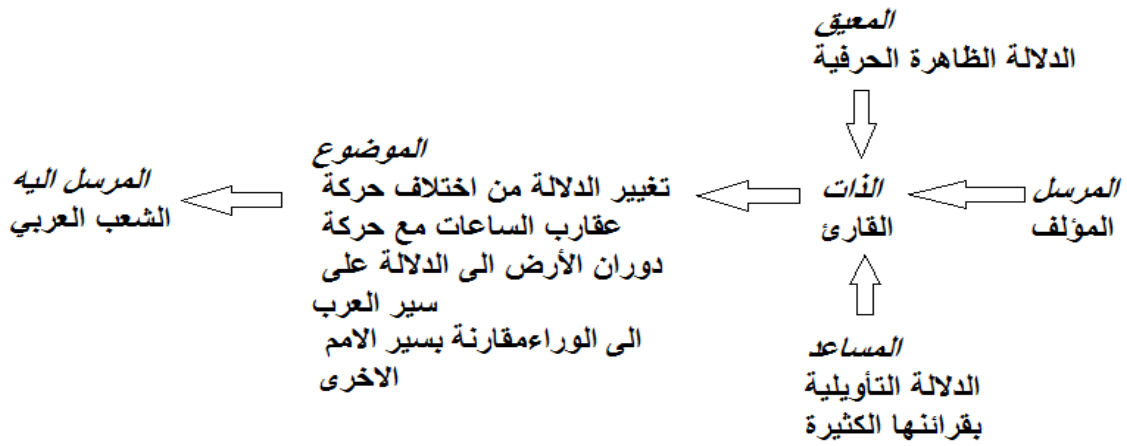 المعيق
الدلالة الظاهرة الحرفية
المرسل
المؤلف
الذات
القارئ
الموضوع
تغيير الدلالة من اختلاف حركة
عقارب الساعات مع حركة
دوران الأرض الى الدلالة على
سير العرب
الى الوراءمقارنة بسير الامم
الاخرى
المرسل اليه
الشعب العربي
المساعد
الدلالة التأويلية
بقرائنها الكثيرة